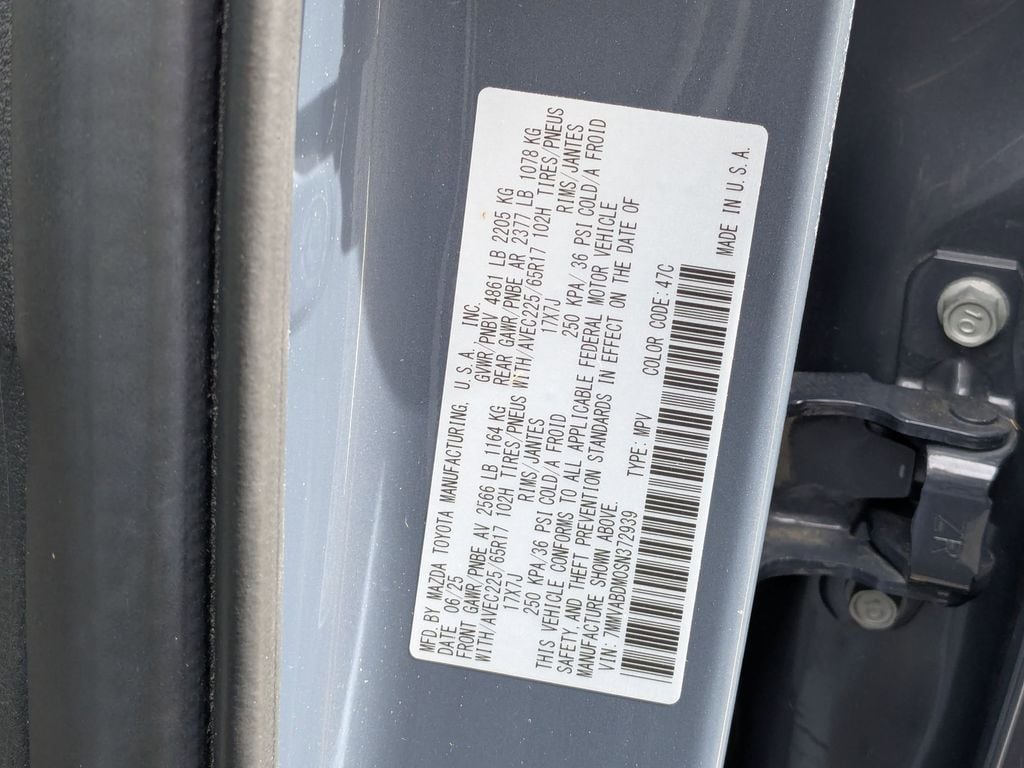 MFD. BY MAZDA TOYOTA MANUFACTURING, U. S. A., INC.
DATE 06/25 GVWR/PNBV 4861 LB 2205 KG
FRONT GAWR/PNBE AV 2566 LB 1164 KG REAR GAWR/PNBE AR 2377 LB 1078 KG
WITH/AVEC225/65R17 102H TIRES/PNEUS WITH/AVEC225/65R17 102H TIRES/PNEUS
17X7J RIMS/JANTES 17X7J RIMS/JANTES
250 KPA/36 PSI COLD/A FROID 250 KPA/36 PSI COLD/A FROID
THIS VEHICLE CONFORMS TO ALL APPLICABLE FEDERAL MOTOR VEHICLE
SAFETY AND THEFT PREVENTION STANDARDS IN EFFECT ON THE DATE OF
MANUFACTURE SHOWN ABOVE.
VIN: 7MMVABDM0SN372939 TYPE: MPV COLOR CODE: 47C
MADE IN U. S. A.
10
ZR